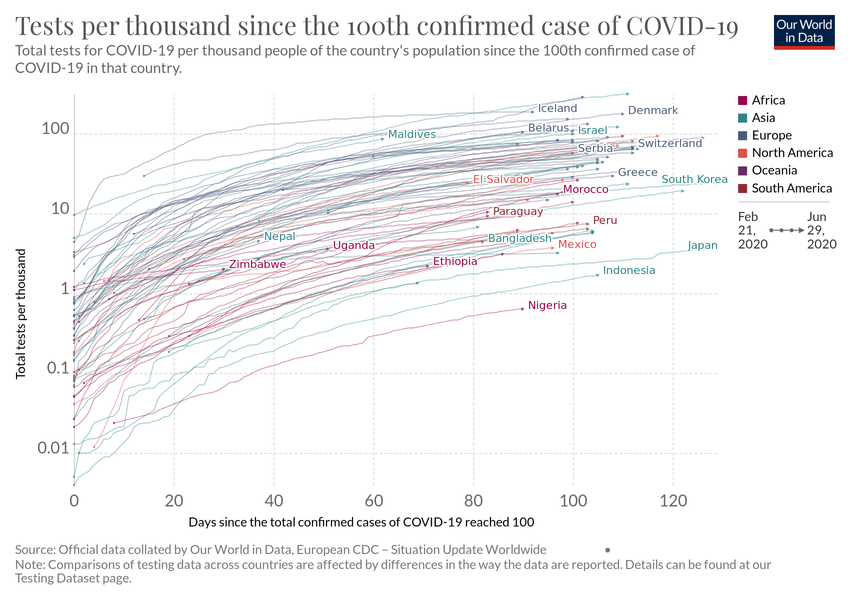 Tests per thousand since the 100th confirmed case of COVID-19
Our World
in Data
Total tests for COVID-19 per thousand people of the country's population since the 100th confirmed case of
COVID-19 in that country.
Africa
Asia
Europe
North America
Oceania
South America
Feb
21,
2020
Jun
29,
2020
Total tests per thousand
100
10
1
0.1
0.01
Iceland
Denmark
Maldives
Belarus
Israel
Serbia
Switzerland
Greece
El Salvador
South Korea
Morocco
Paraguay
Peru
Nepal
Bangladesh
Uganda
Mexico
Japan
Zimbabwe
Ethiopia
Indonesia
Nigeria
0 20 40 60 80 100 120
Days since the total confirmed cases of COVID-19 reached 100
Source: Official data collated by Our World in Data, European CDC – Situation Update Worldwide
Note: Comparisons of testing data across countries are affected by differences in the way the data are reported. Details can be found at our
Testing Dataset page.